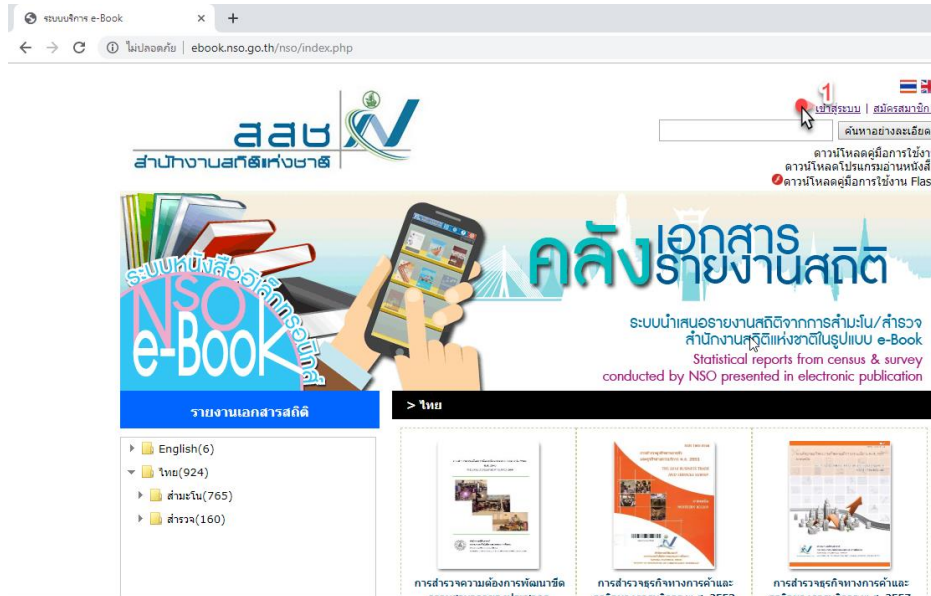 ระบบบริการ e-Book
ไม่ปลอดภัย | ebook.nso.go.th/nso/index.php
1
เข้าสู่ระบบ | สมัครสมาชิก
ค้นหาอย่างละเอียด
ดาวน์โหลดคู่มือการใช้งา
ดาวน์โหลดโปรแกรมอ่านหนังสื
ดาวน์โหลดคู่มือการใช้งาน Flas
สสช
สำนักงานสถิติแห่งชาติ
ระบบหนังสืออิเล็กทรอนิกส์
NSO
e-Book
คลังเอกสาร
รายงานสถิติ
ระบบนำเสนอรายงานสถิติจากการสำมะโน/สำรวจ
สำนักงานสถิติแห่งชาติในรูปแบบ e-Book
Statistical reports from census & survey
conducted by NSO presented in electronic publication
รายงานเอกสารสถิติ
> ไทย
English(6)
ไทย(924)
สำมะโน(765)
สำรวจ(160)
การสำรวจความต้องการพัฒนาขีด
การสำรวจธุรกิจทางการค้าและ
การสำรวจธุรกิจทางการค้าและ